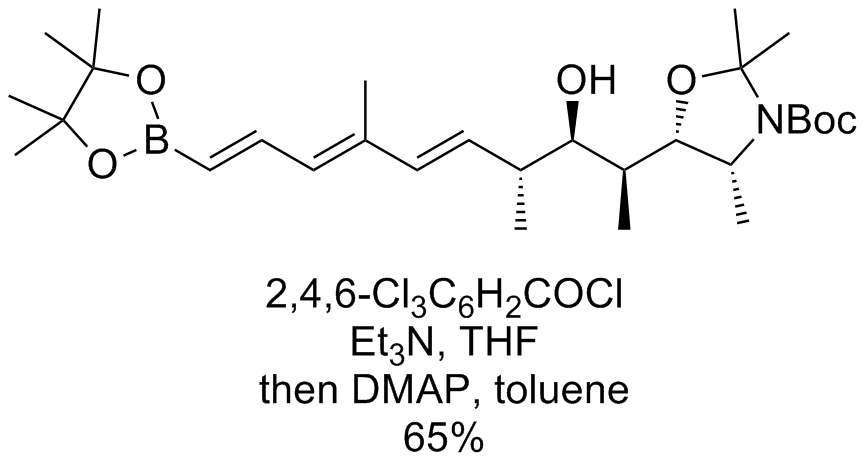 OH
O
O
B
O
NBoc
2,4,6-Cl₃C₆H₂COCl
Et₃N, THF
then DMAP, toluene
65%